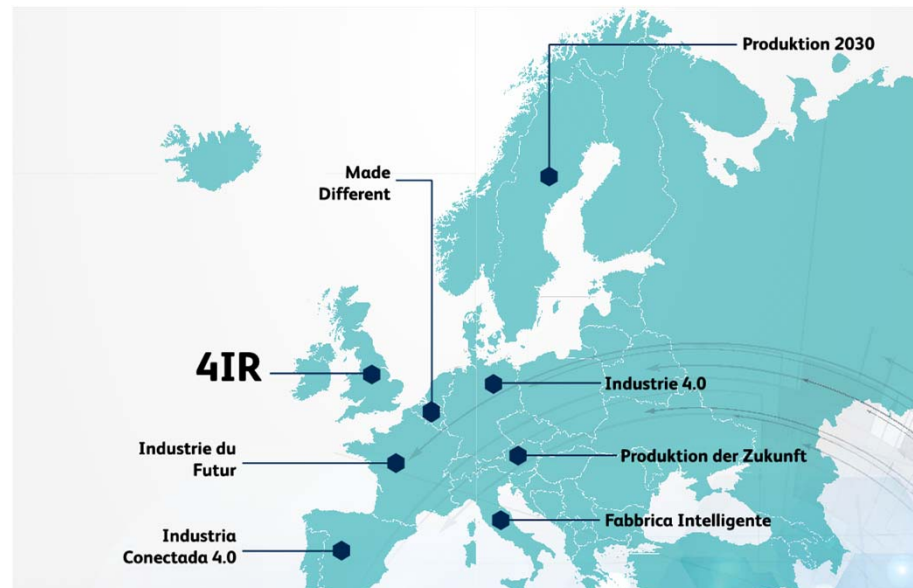 Produktion 2030
Made
Different
4IR
Industrie 4.0
Industrie du
Futur
Produktion der Zukunft
Fabbrica Intelligente
Industria
Conectada 4.0